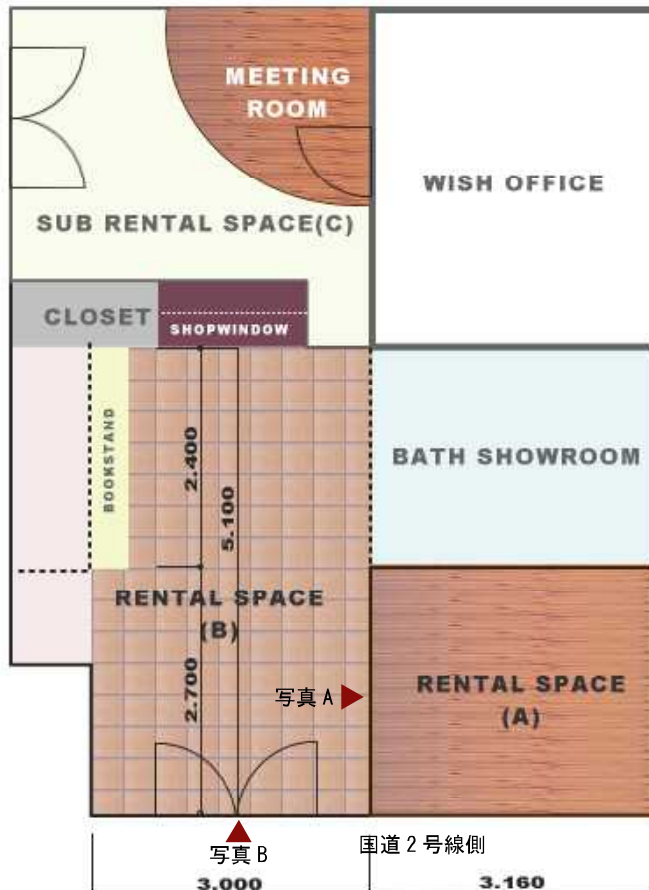 MEETING
ROOM
WISH OFFICE
SUB RENTAL SPACE(C)
CLOSET
SHOPWINDOW
BOOKSTAND
2.400
5.100
BATH SHOWROOM
RENTAL SPACE
(B)
2.700
写真 A
RENTAL SPACE
(A)
写真 B
国道 2 号線側
3.000
3.160